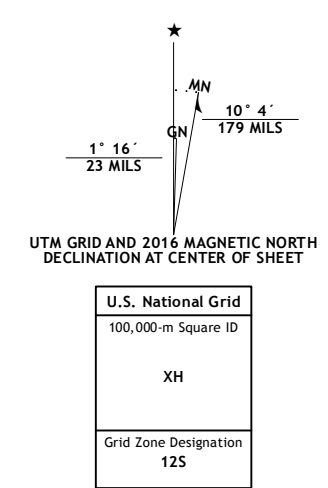 ★
MN
GN
10° 4´
179 MILS
1° 16´
23 MILS
UTM GRID AND 2016 MAGNETIC NORTH
DECLINATION AT CENTER OF SHEET
U.S. National Grid
100,000-m Square ID
XH
Grid Zone Designation
12S